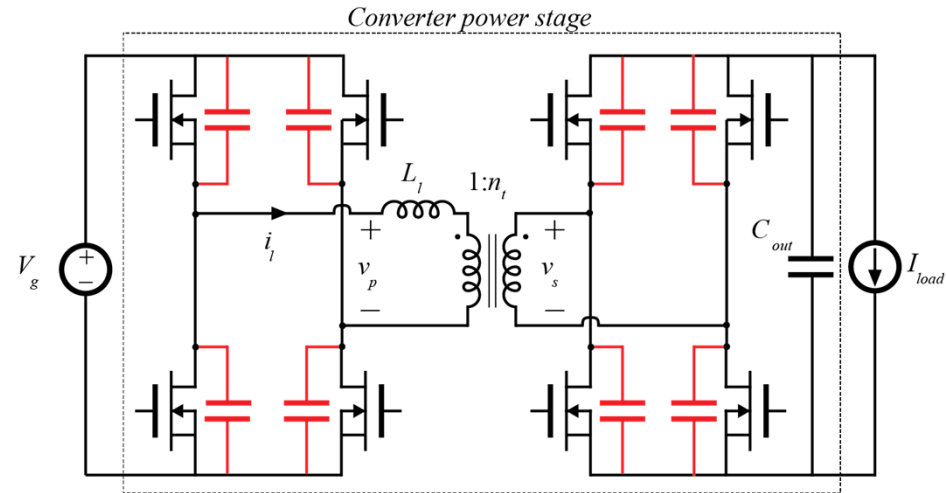 Converter power stage
L_l
1:n_t
i_l
+
v_p
−
+
v_s
−
V_g
+
−
C_out
I_load